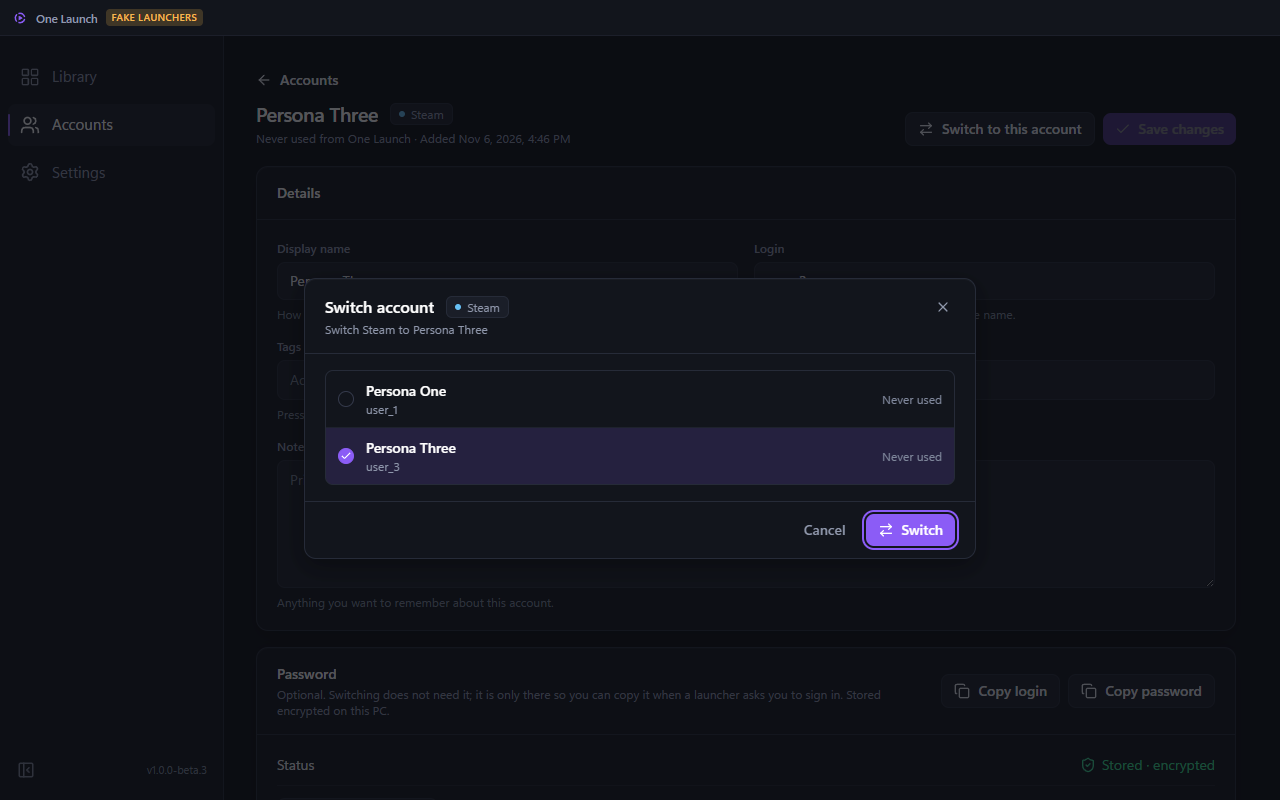 One Launch FAKE LAUNCHERS
Library
Accounts
Settings
Accounts
Persona Three Steam
Never used from One Launch · Added Nov 6, 2026, 4:46 PM
Switch to this account
Save changes
Details
Display name
Login
How
name.
Tags
Press
Note
Switch account Steam
Switch Steam to Persona Three
Persona One
user_1
Never used
Persona Three
user_3
Never used
Cancel
Switch
Anything you want to remember about this account.
Password
Optional. Switching does not need it; it is only there so you can copy it when a launcher asks you to sign in. Stored
encrypted on this PC.
Copy login
Copy password
Status
Stored · encrypted
v1.0.0-beta.3